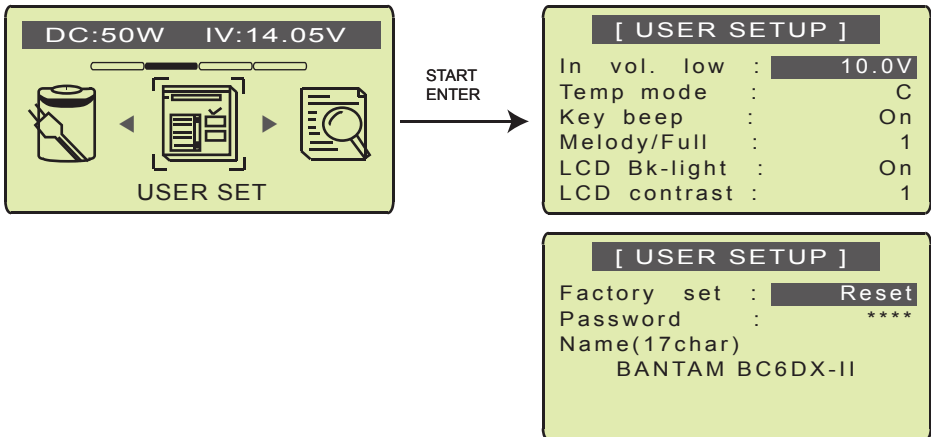 DC:50W IV:14.05V
USER SET
START
ENTER
[ USER SETUP ]
In vol. low : 10.0V
Temp mode : C
Key beep : On
Melody/Full : 1
LCD Bk-light : On
LCD contrast : 1
[ USER SETUP ]
Factory set : Reset
Password : ****
Name(17char)
BANTAM BC6DX-II